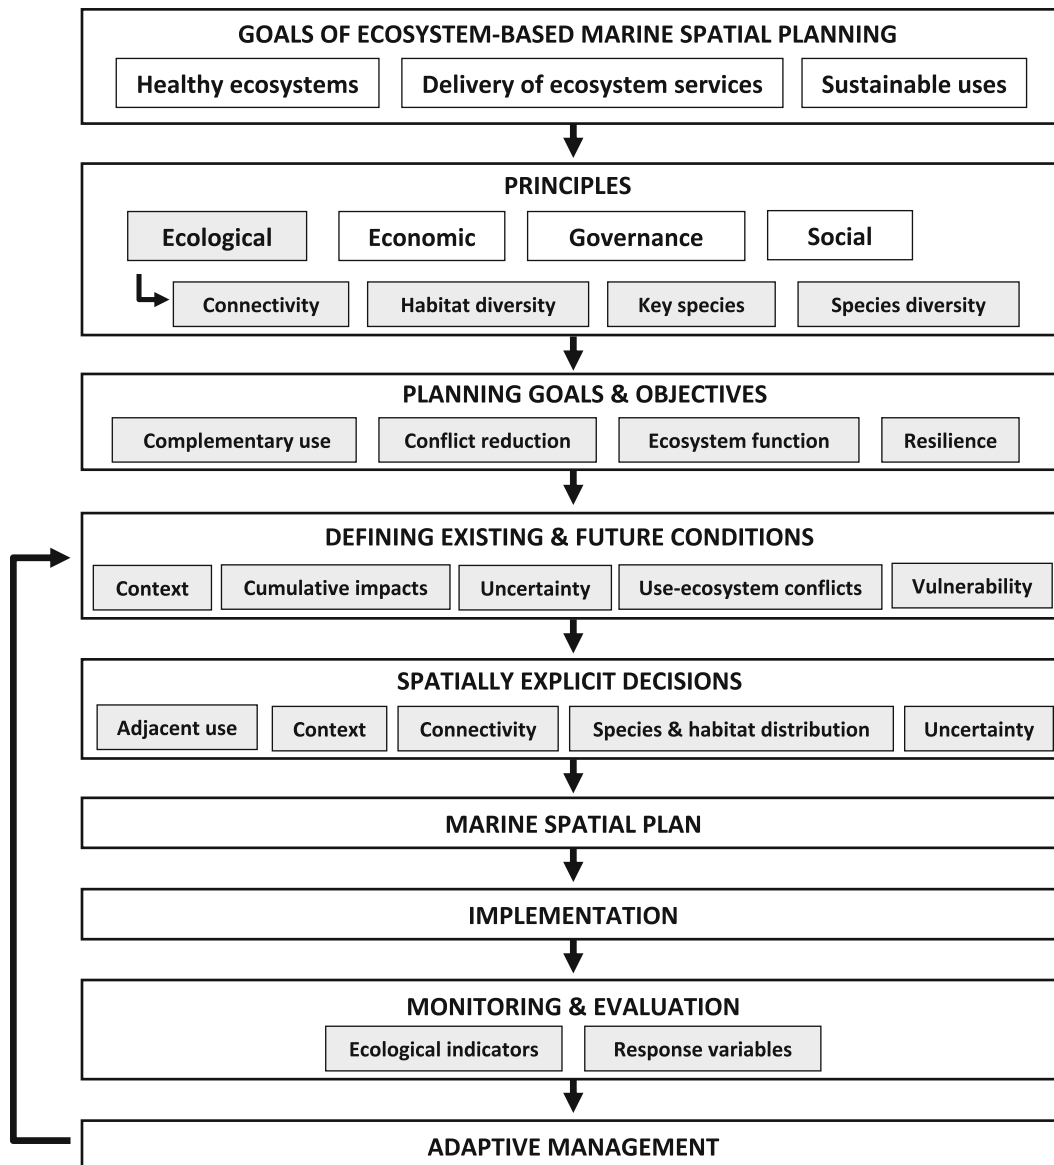 GOALS OF ECOSYSTEM-BASED MARINE SPATIAL PLANNING
Healthy ecosystems Delivery of ecosystem services Sustainable uses
PRINCIPLES
Ecological Economic Governance Social
Connectivity Habitat diversity Key species Species diversity
PLANNING GOALS & OBJECTIVES
Complementary use Conflict reduction Ecosystem function Resilience
DEFINING EXISTING & FUTURE CONDITIONS
Context Cumulative impacts Uncertainty Use-ecosystem conflicts Vulnerability
SPATIALLY EXPLICIT DECISIONS
Adjacent use Context Connectivity Species & habitat distribution Uncertainty
MARINE SPATIAL PLAN
IMPLEMENTATION
MONITORING & EVALUATION
Ecological indicators Response variables
ADAPTIVE MANAGEMENT